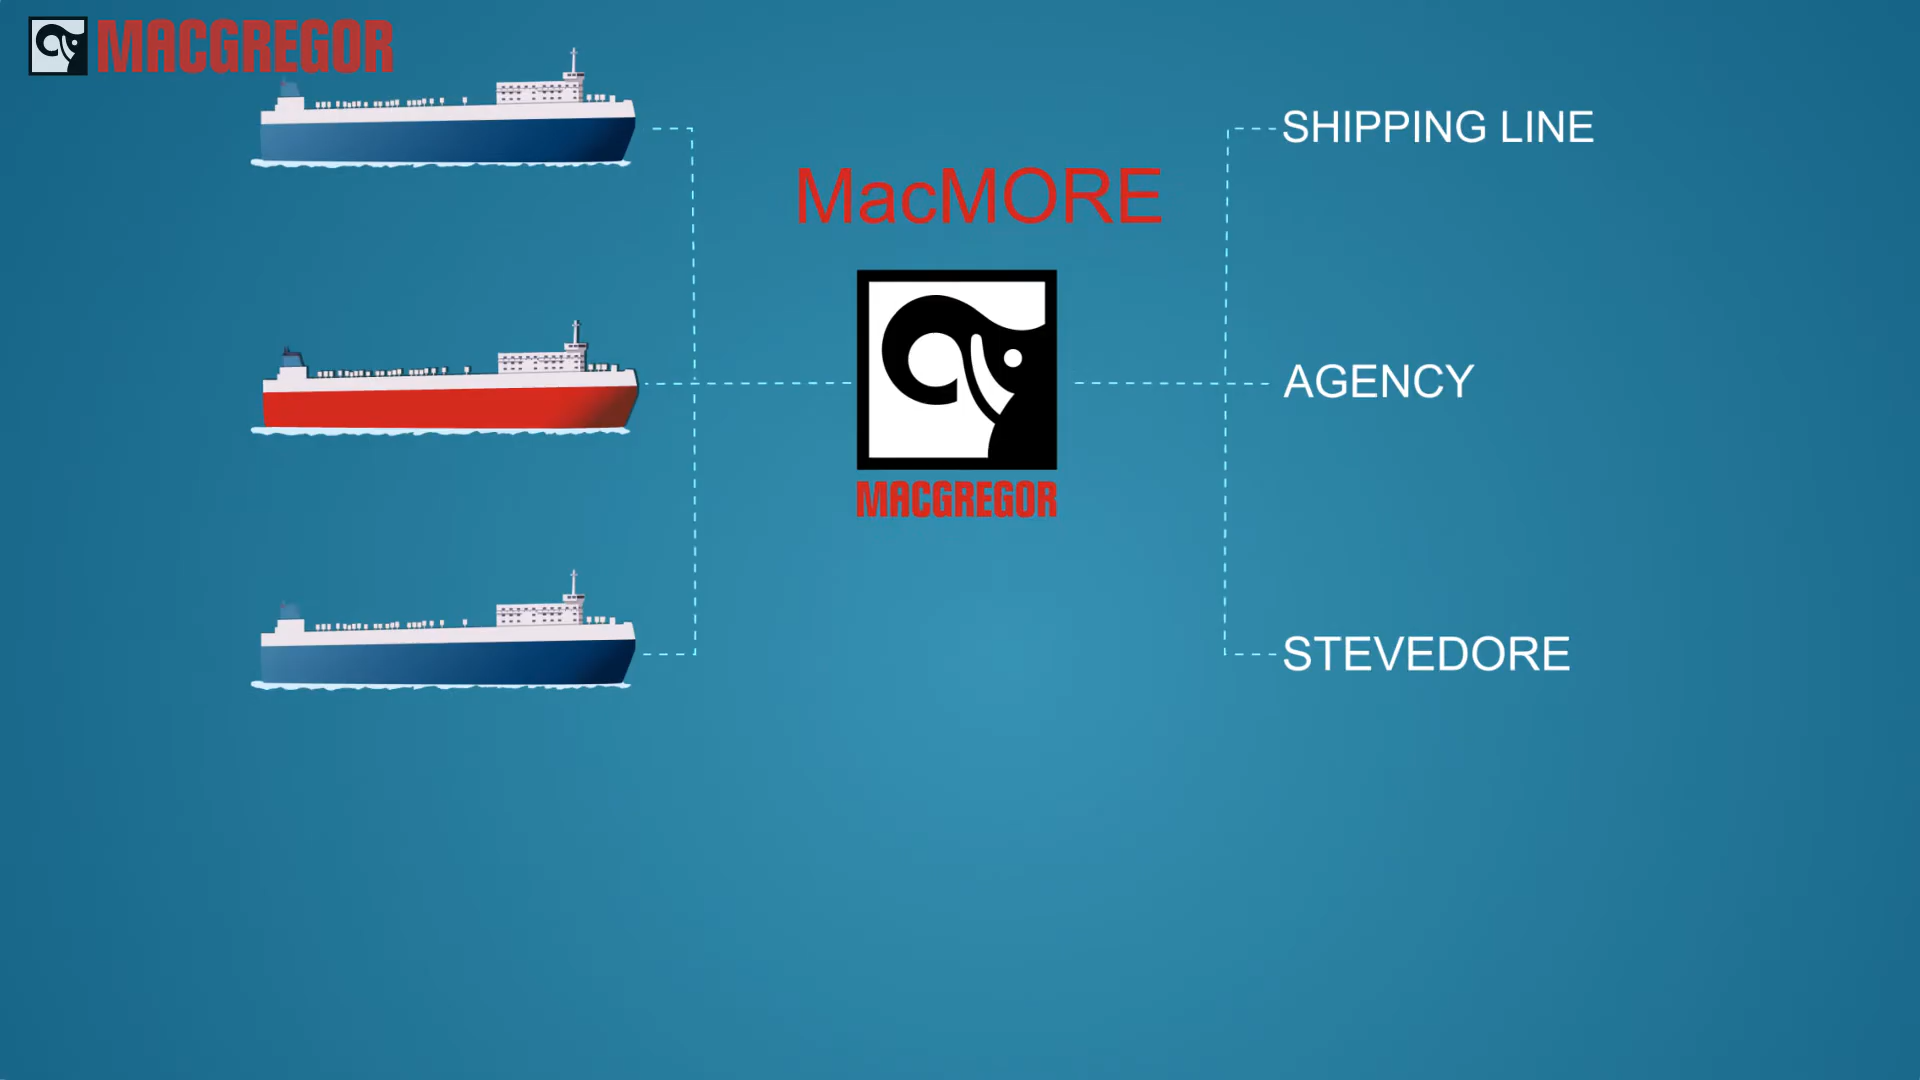 MACGREGOR
SHIPPING LINE
MacMORE
AGENCY
MACGREGOR
STEVEDORE